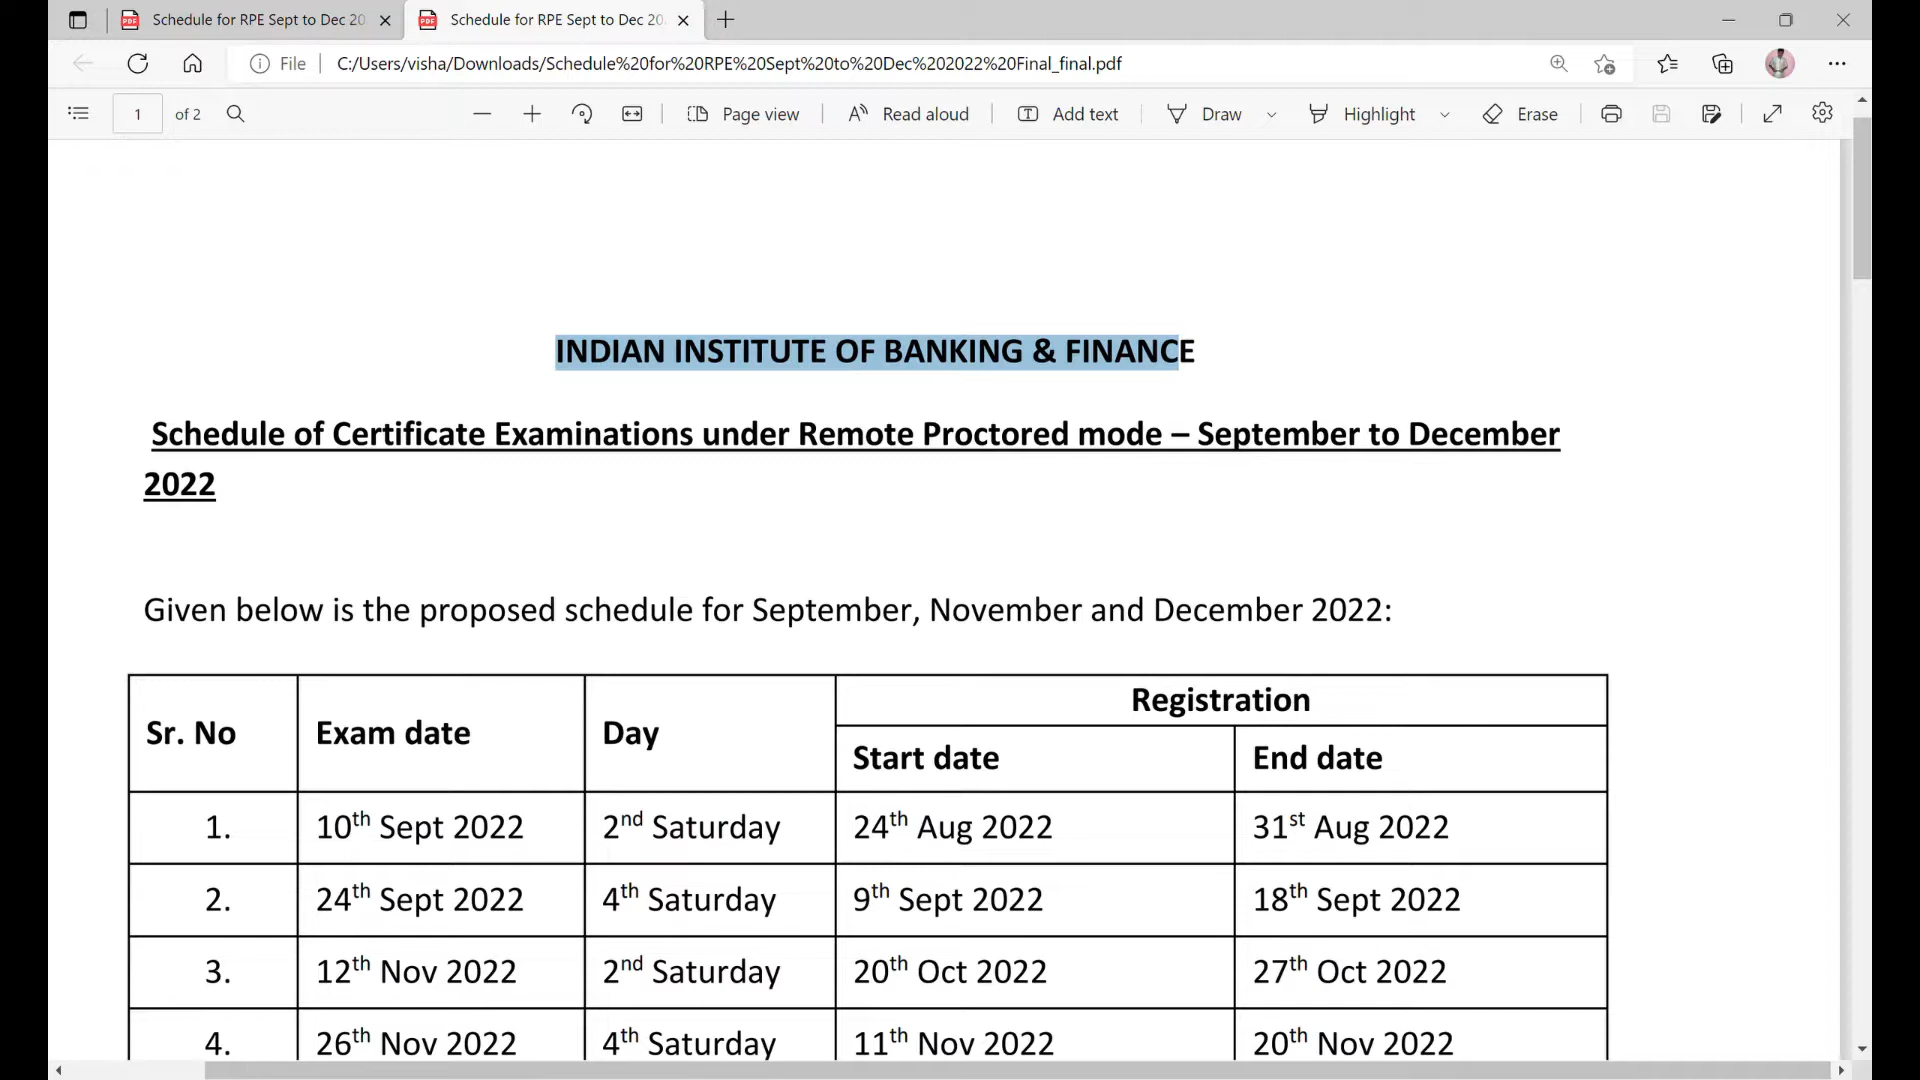 Schedule for RPE Sept to Dec 20
Schedule for RPE Sept to Dec 20
File
C:/Users/visha/Downloads/Schedule%20for%20RPE%20Sept%20to%20Dec%202022%20Final_final.pdf
1 of 2
Page view
Read aloud
Add text
Draw
Highlight
Erase
INDIAN INSTITUTE OF BANKING & FINANCE
Schedule of Certificate Examinations under Remote Proctored mode – September to December
2022
Given below is the proposed schedule for September, November and December 2022:
Sr. No Exam date Day Registration
Start date End date
1. 10th Sept 2022 2nd Saturday 24th Aug 2022 31st Aug 2022
2. 24th Sept 2022 4th Saturday 9th Sept 2022 18th Sept 2022
3. 12th Nov 2022 2nd Saturday 20th Oct 2022 27th Oct 2022
4. 26th Nov 2022 4th Saturday 11th Nov 2022 20th Nov 2022